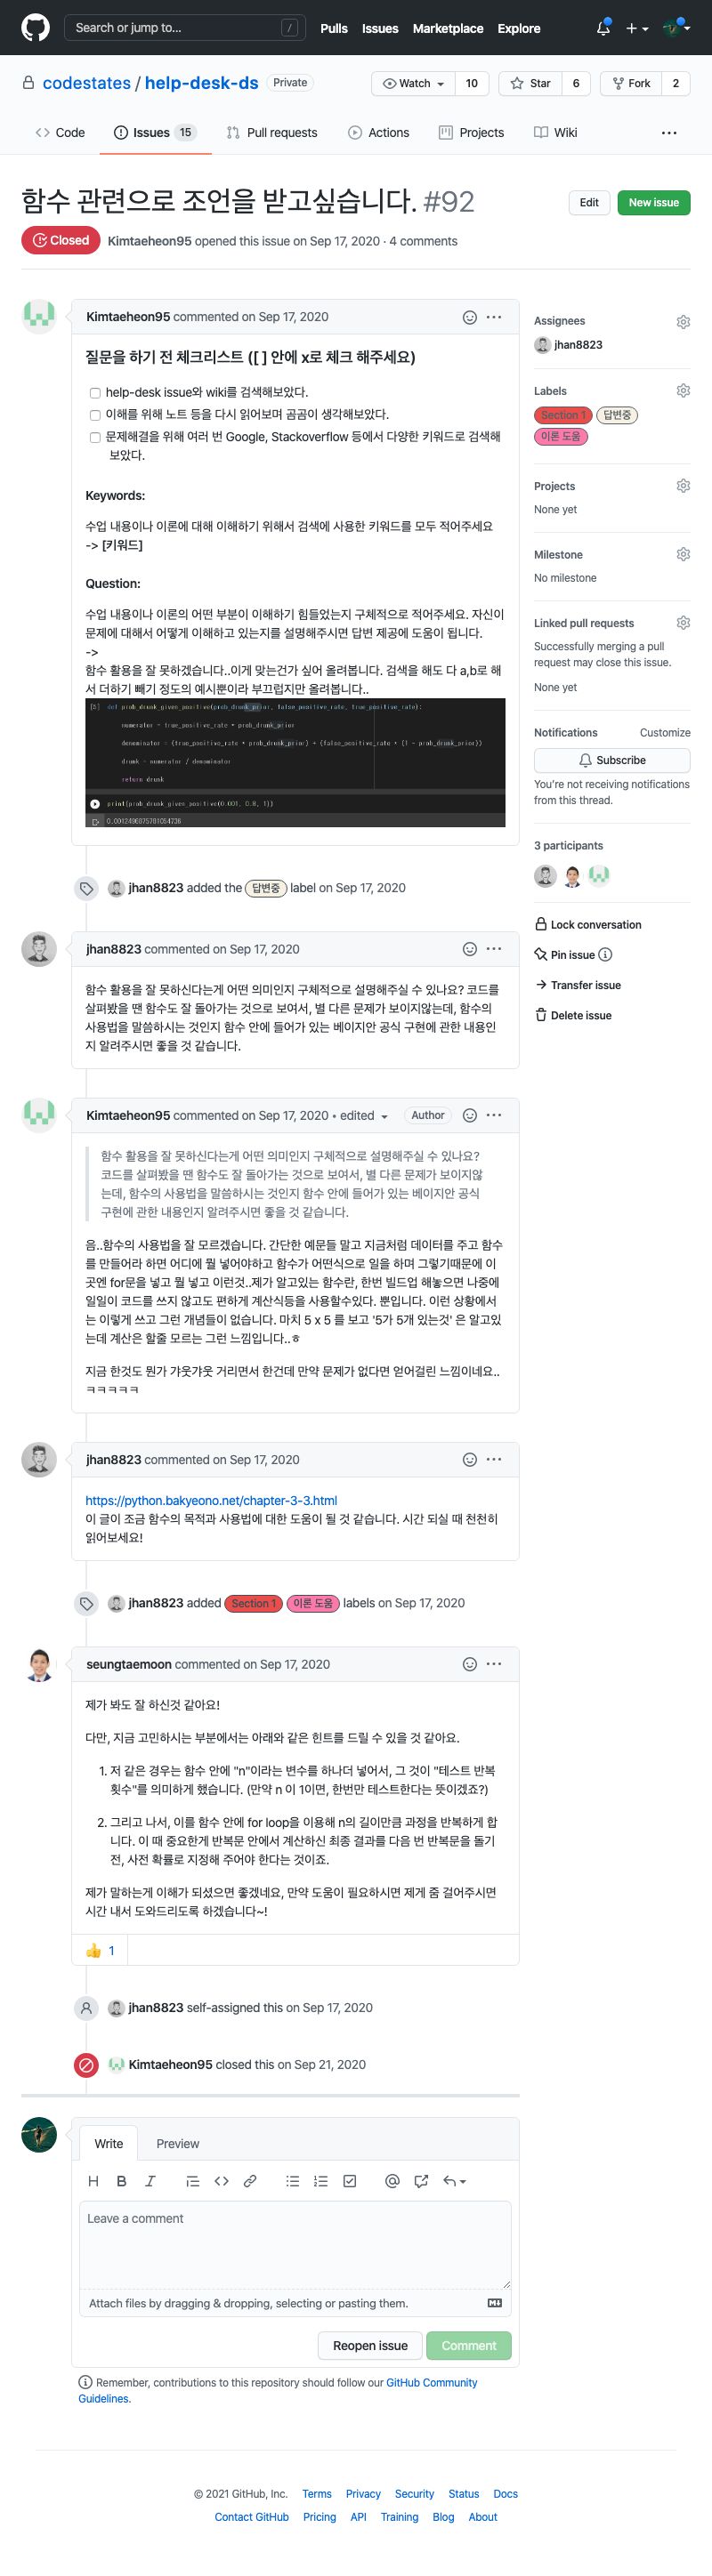 Search or jump to...
/
Pulls
Issues
Marketplace
Explore
codestates / help-desk-ds
Private
Watch
10
Star
6
Fork
2
Code
Issues 15
Pull requests
Actions
Projects
Wiki
함수 관련으로 조언을 받고싶습니다. #92
Edit
New issue
Closed
Kimtaeheon95 opened this issue on Sep 17, 2020 · 4 comments
Kimtaeheon95 commented on Sep 17, 2020
질문을 하기 전 체크리스트 ([ ] 안에 x로 체크 해주세요)
help-desk issue와 wiki를 검색해보았다.
이해를 위해 노트 등을 다시 읽어보며 곰곰이 생각해보았다.
문제해결을 위해 여러 번 Google, Stackoverflow 등에서 다양한 키워드로 검색해
보았다.
Keywords:
수업 내용이나 이론에 대해 이해하기 위해서 검색에 사용한 키워드를 모두 적어주세요
-> [키워드]
Question:
수업 내용이나 이론의 어떤 부분이 이해하기 힘들었는지 구체적으로 적어주세요. 자신이
문제에 대해서 어떻게 이해하고 있는지를 설명해주시면 답변 제공에 도움이 됩니다.
->
함수 활용을 잘 못하겠습니다..이게 맞는건가 싶어 올려봅니다. 검색을 해도 다 a,b로 해
서 더하기 빼기 정도의 예시뿐이라 부끄럽지만 올려봅니다..
[5] def prob_drunk_given_positive(prob_drunk_prior, false_positive_rate, true_positive_rate):
numerator = true_positive_rate * prob_drunk_prior
denominator = (true_positive_rate * prob_drunk_prior) + (false_positive_rate * (1 - prob_drunk_prior))
drunk = numerator / denominator
return drunk
print(prob_drunk_given_positive(0.001, 0.8, 1))
jhan8823 added the 답변중 label on Sep 17, 2020
jhan8823 commented on Sep 17, 2020
함수 활용을 잘 못하신다는게 어떤 의미인지 구체적으로 설명해주실 수 있나요? 코드를
살펴봤을 땐 함수도 잘 돌아가는 것으로 보여서, 별 다른 문제가 보이지않는데, 함수의
사용법을 말씀하시는 것인지 함수 안에 들어가 있는 베이지안 공식 구현에 관한 내용인
지 알려주시면 좋을 것 같습니다.
Kimtaeheon95 commented on Sep 17, 2020 • edited
Author
함수 활용을 잘 못하신다는게 어떤 의미인지 구체적으로 설명해주실 수 있나요?
코드를 살펴봤을 땐 함수도 잘 돌아가는 것으로 보여서, 별 다른 문제가 보이지않
는데, 함수의 사용법을 말씀하시는 것인지 함수 안에 들어가 있는 베이지안 공식
구현에 관한 내용인지 알려주시면 좋을 것 같습니다.
음..함수의 사용법을 잘 모르겠습니다. 간단한 예문들 말고 지금처럼 데이터를 주고 함수
를 만들어라 하면 어디에 뭘 넣어야하고 함수가 어떤식으로 일을 하며 그렇기때문에 이
곳엔 for문을 넣고 뭘 넣고 이런것..제가 알고있는 함수란, 한번 빌드업 해놓으면 나중에
일일이 코드를 쓰지 않고도 편하게 계산식등을 사용할수있다. 뿐입니다. 이런 상황에서
는 이렇게 쓰고 그런 개념들이 없습니다. 마치 5 x 5 를 보고 '5가 5개 있는것' 은 알고있
는데 계산은 할줄 모르는 그런 느낌입니다..ㅎ
지금 한것도 뭔가 갸웃갸웃 거리면서 한건데 만약 문제가 없다면 얻어걸린 느낌이네요..
ㅋㅋㅋㅋㅋ
jhan8823 commented on Sep 17, 2020
https://python.bakyeono.net/chapter-3-3.html
이 글이 조금 함수의 목적과 사용법에 대한 도움이 될 것 같습니다. 시간 되실 때 천천히
읽어보세요!
jhan8823 added Section 1 이론 도움 labels on Sep 17, 2020
seungtaemoon commented on Sep 17, 2020
제가 봐도 잘 하신것 같아요!
다만, 지금 고민하시는 부분에서는 아래와 같은 힌트를 드릴 수 있을 것 같아요.
1. 저 같은 경우는 함수 안에 "n"이라는 변수를 하나더 넣어서, 그 것이 "테스트 반복
횟수"를 의미하게 했습니다. (만약 n 이 1이면, 한번만 테스트한다는 뜻이겠죠?)
2. 그리고 나서, 이를 함수 안에 for loop을 이용해 n의 길이만큼 과정을 반복하게 합
니다. 이 때 중요한게 반복문 안에서 계산하신 최종 결과를 다음 번 반복문을 돌기
전, 사전 확률로 지정해 주어야 한다는 것이죠.
제가 말하는게 이해가 되셨으면 좋겠네요, 만약 도움이 필요하시면 제게 줌 걸어주시면
시간 내서 도와드리도록 하겠습니다~!
👍 1
jhan8823 self-assigned this on Sep 17, 2020
Kimtaeheon95 closed this on Sep 21, 2020
Assignees
jhan8823
Labels
Section 1
답변중
이론 도움
Projects
None yet
Milestone
No milestone
Linked pull requests
Successfully merging a pull
request may close this issue.
None yet
Notifications
Customize
Subscribe
You're not receiving notifications
from this thread.
3 participants
Lock conversation
Pin issue
Transfer issue
Delete issue
Write
Preview
Leave a comment
Attach files by dragging & dropping, selecting or pasting them.
Reopen issue
Comment
Remember, contributions to this repository should follow our GitHub Community
Guidelines.
© 2021 GitHub, Inc.
Terms
Privacy
Security
Status
Docs
Contact GitHub
Pricing
API
Training
Blog
About